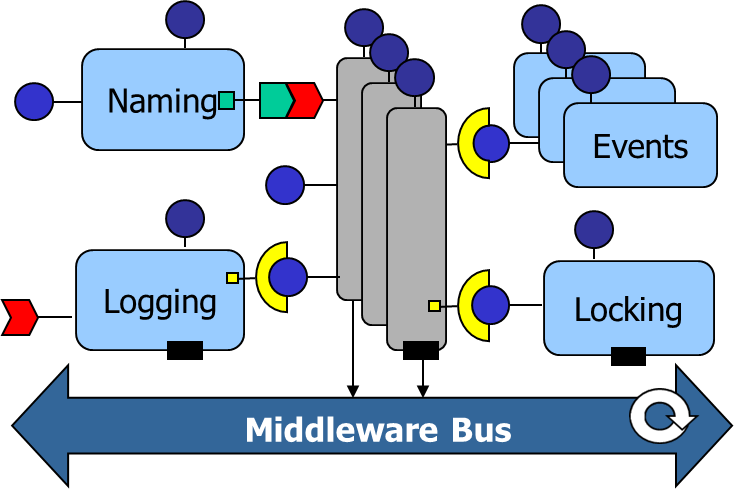 Naming
Events
Logging
Locking
Middleware Bus